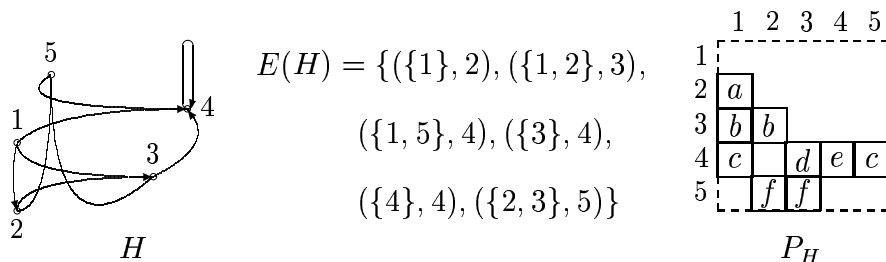 5
4
1
3
2
H
E(H) = {({1}, 2), ({1, 2}, 3),
({1, 5}, 4), ({3}, 4),
({4}, 4), ({2, 3}, 5)}
1 2 3 4 5
1
2 a
3 b b
4 c d e c
5 f f
P_H